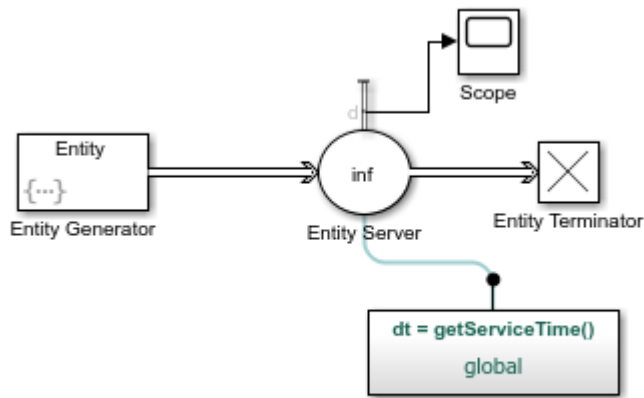 Scope
d
Entity
{...}
inf
Entity Generator
Entity Server
Entity Terminator
dt = getServiceTime()
global